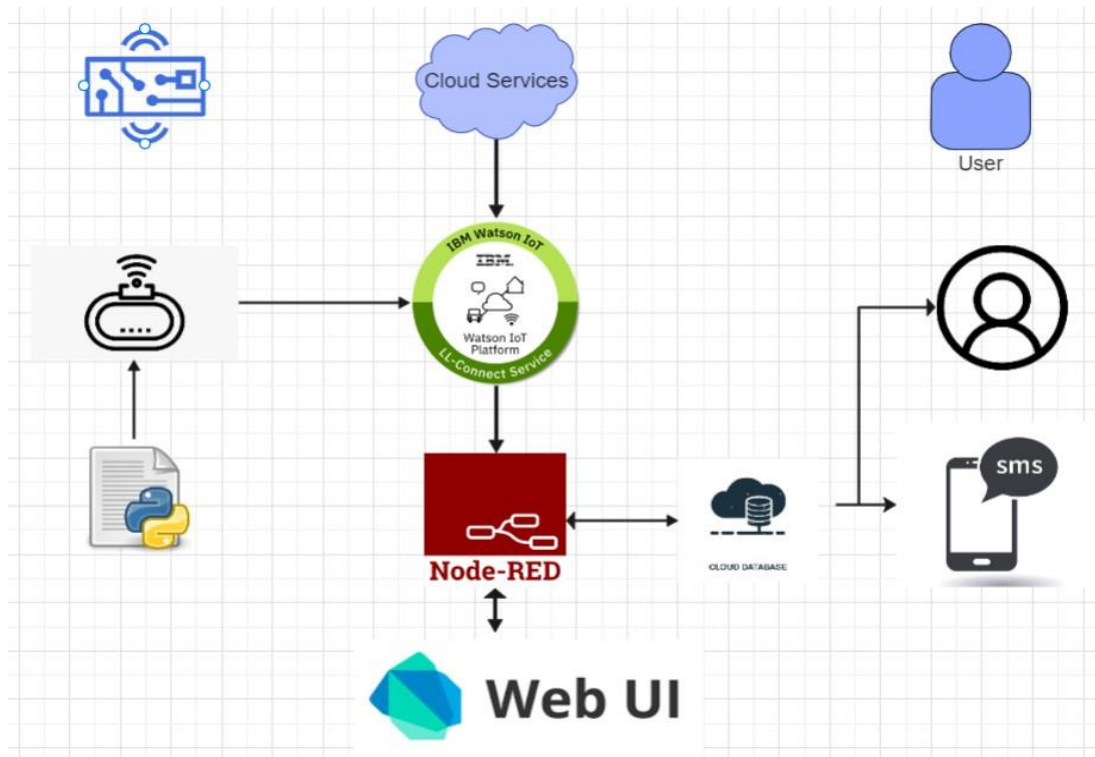 Cloud Services
User
IBM Watson IoT
IBM
Watson IoT
Platform
LL-Connect Service
sms
Node-RED
CLOUD DATABASE
Web UI